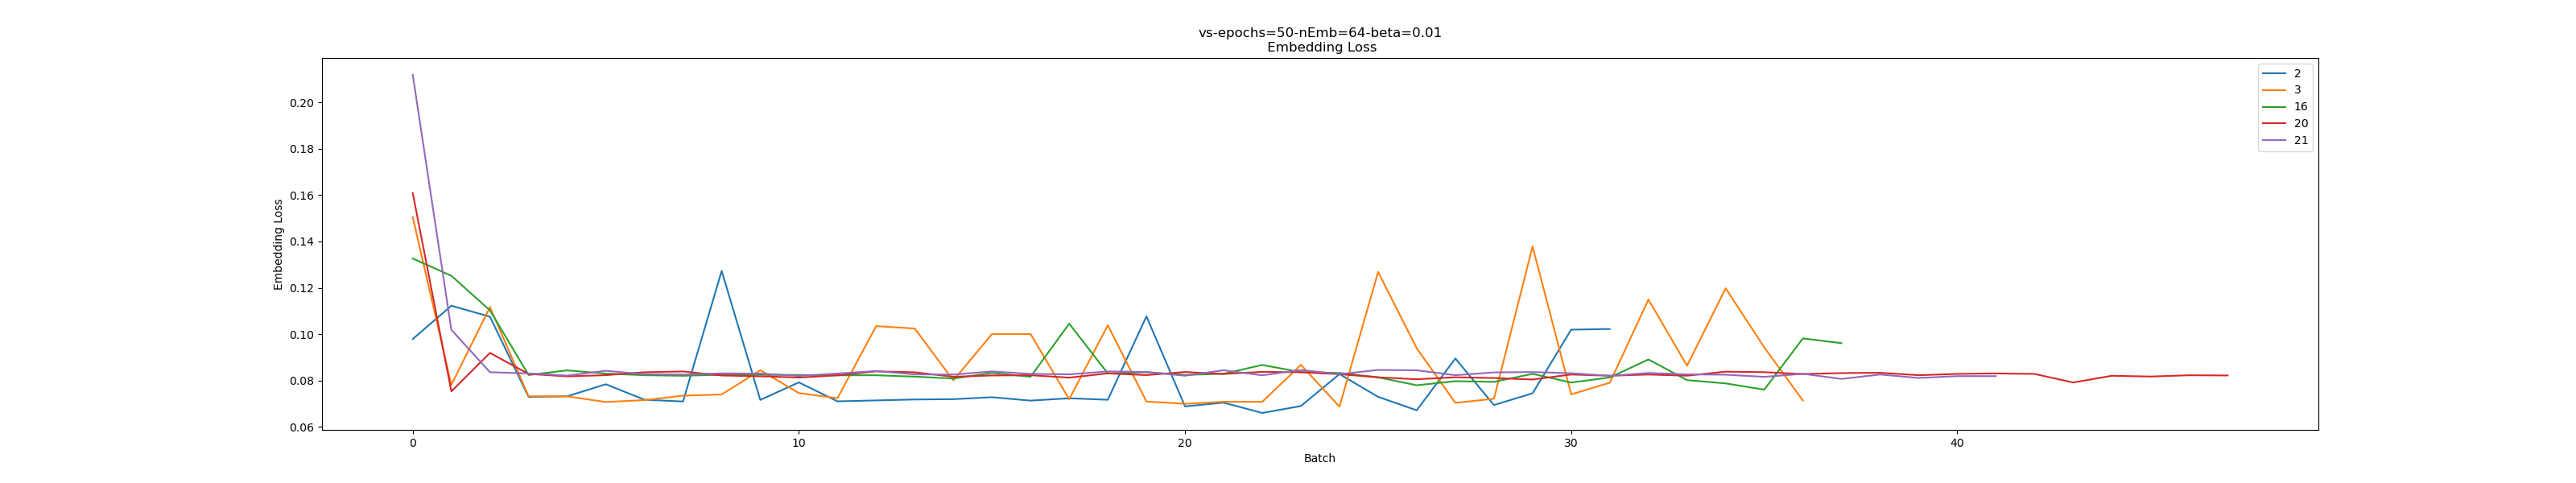 vs-epochs=50-nEmb=64-beta=0.01
Embedding Loss
2
3
16
20
21
Embedding Loss
0.20
0.18
0.16
0.14
0.12
0.10
0.08
0.06
0 10 20 30 40
Batch